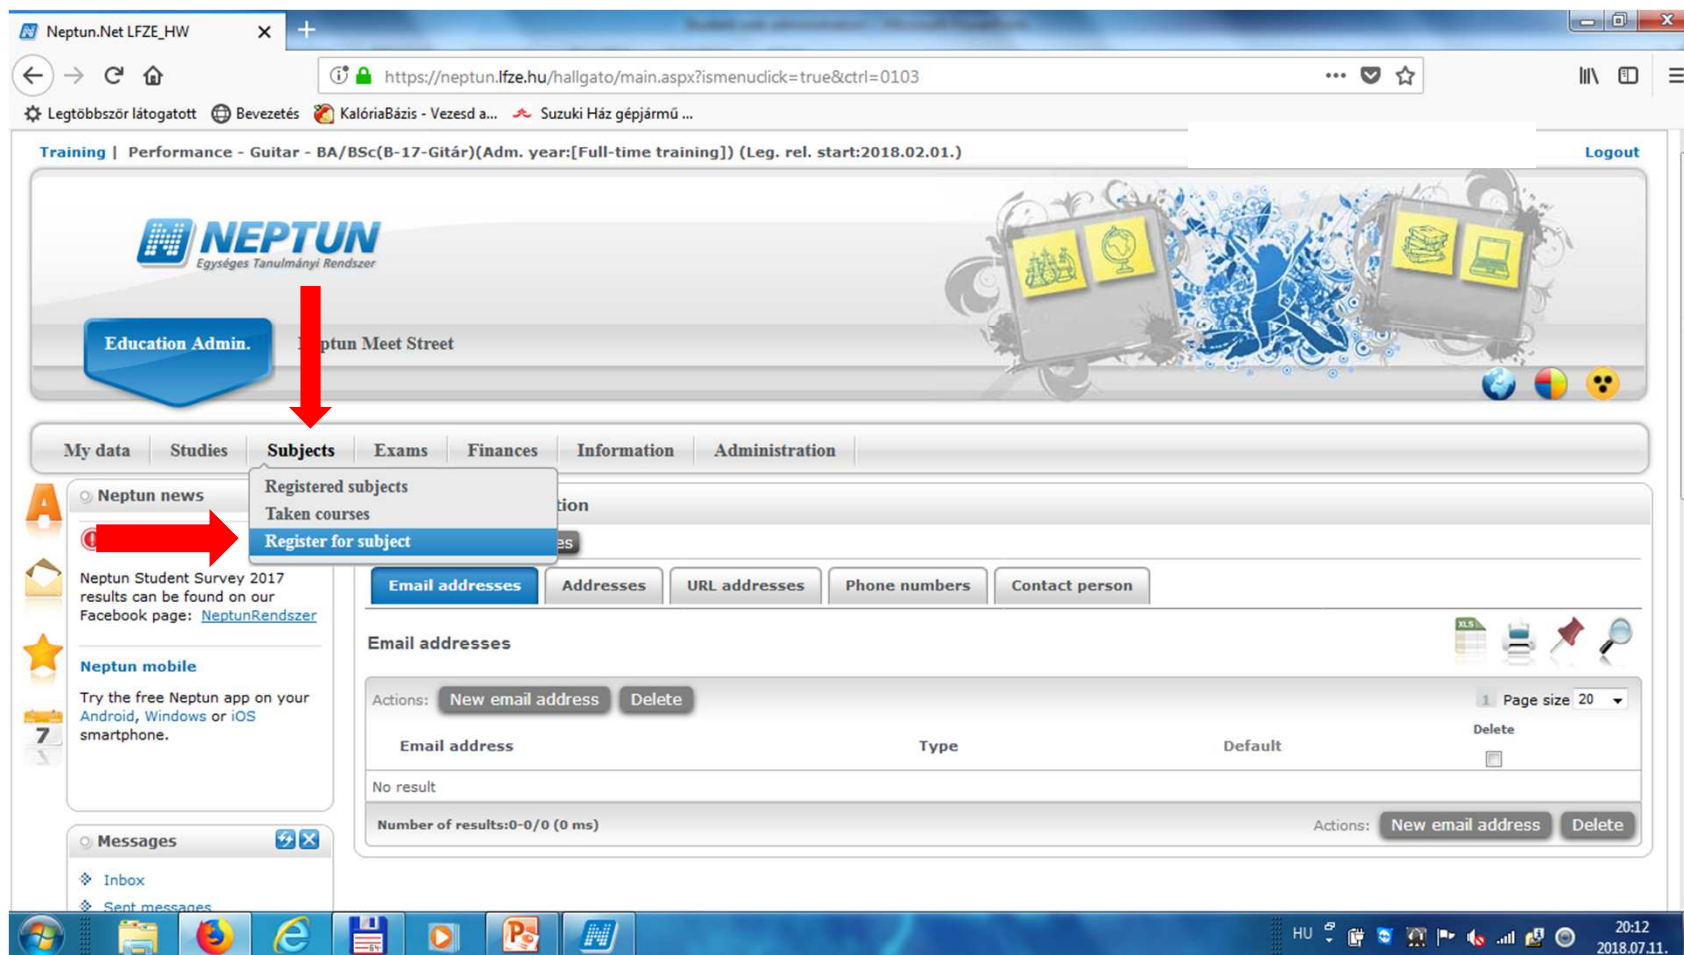 Neptun.Net LFZE_HW
https://neptun.lfze.hu/hallgato/main.aspx?ismenuclick=true&ctrl=0103
Legtöbbször látogatott Bevezetés KalóriaBázis - Vezesd a... Suzuki Ház gépjármű ...
Training | Performance - Guitar - BA/BSc(B-17-Gitár)(Adm. year:[Full-time training]) (Leg. rel. start:2018.02.01.) Logout
NEPTUN
Egységes Tanulmányi Rendszer
Education Admin. Meet Street
My data Studies Subjects Exams Finances Information Administration
Neptun news
Registered subjects
Taken courses
Register for subject
Neptun Student Survey 2017
results can be found on our
Facebook page: NeptunRendszer
Neptun mobile
Try the free Neptun app on your
Android, Windows or iOS
smartphone.
7
Email addresses Addresses URL addresses Phone numbers Contact person
Email addresses
XLS
Actions: New email address Delete 1 Page size 20
Email address Type Default Delete
No result
Number of results:0-0/0 (0 ms) Actions: New email address Delete
Messages
Inbox
Sent messages
HU 20:12
2018.07.11.